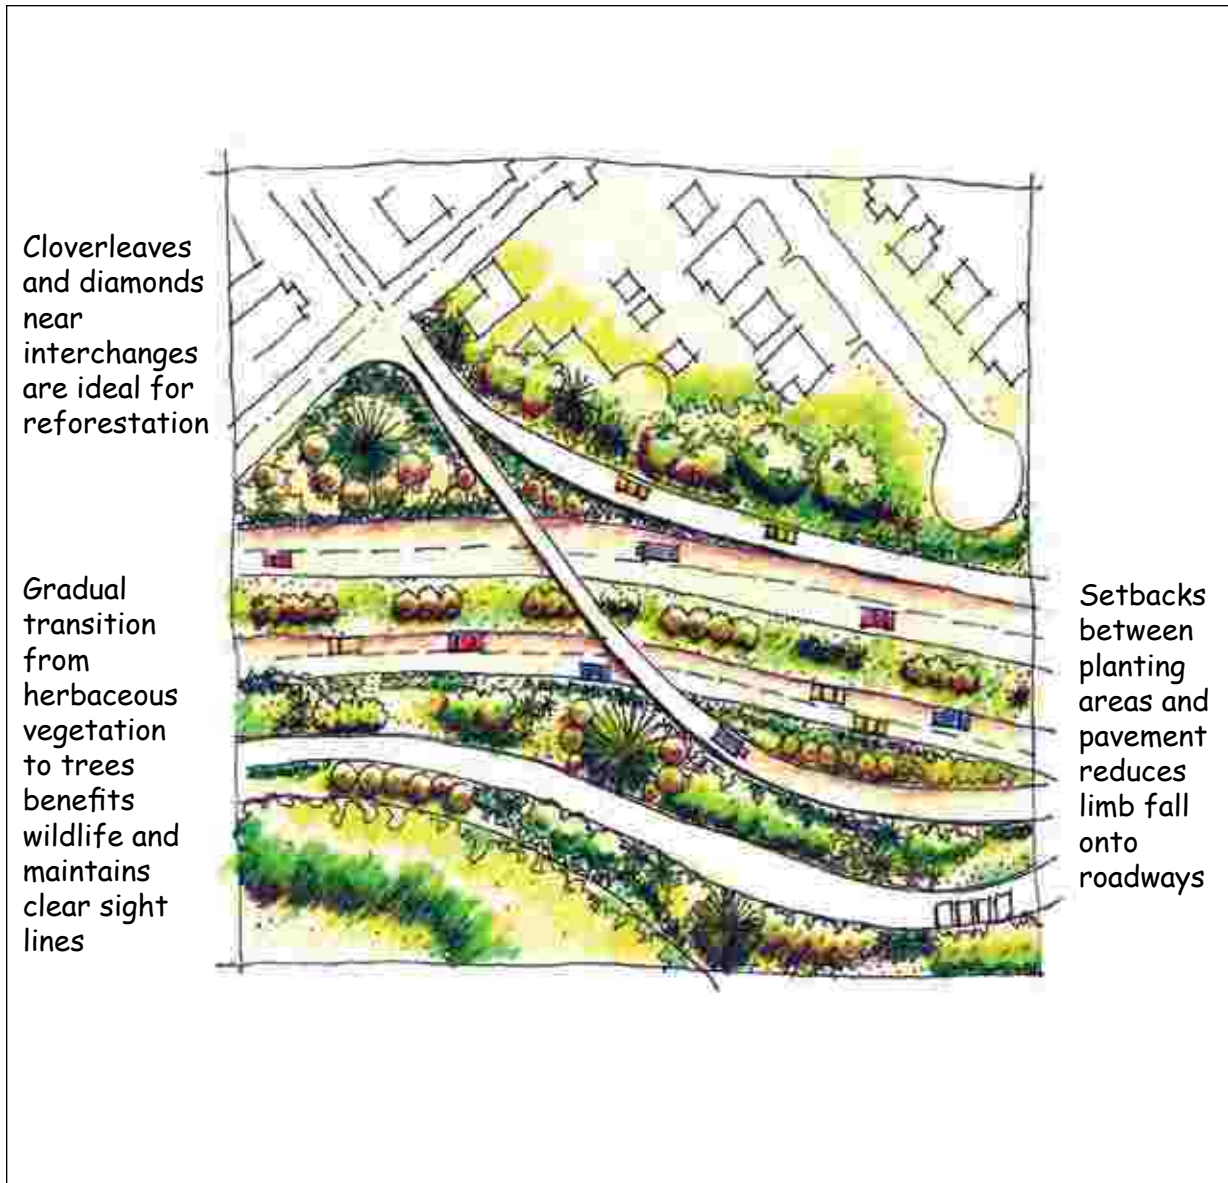 Cloverleaves
and diamonds
near
interchanges
are ideal for
reforestation
Gradual
transition
from
herbaceous
vegetation
to trees
benefits
wildlife and
maintains
clear sight
lines
Setbacks
between
planting
areas and
pavement
reduces
limb fall
onto
roadways